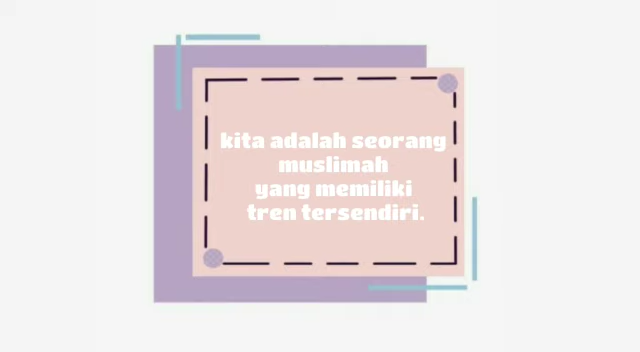 kita adalah seorang
muslimah
yang memiliki
tren tersendiri.